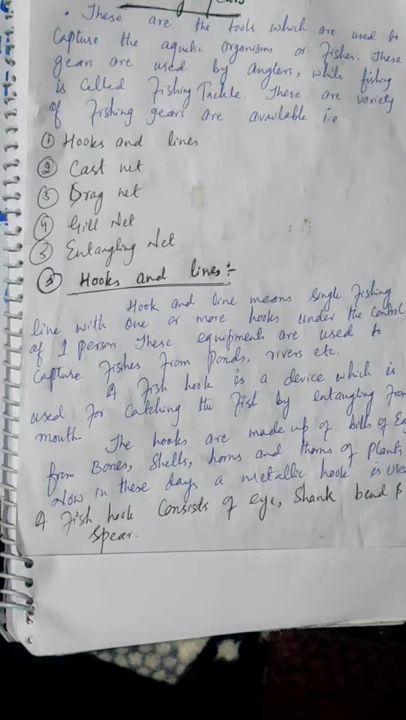 • These are the tools which are used to
Capture the aquatic organisms or Fishes. These
gears are used by anglers, while fishing
is Called Fishing Tackle. There are variety
of Fishing gears are available i.e
① Hooks and lines
② Cast net
③ Drag net
④ Gill Net
⑤ Entangling Net
Hooks and lines:-
Hook and line means Single Fishing
line with one or more hooks under the control
of 1 person These equipments are used to
Capture Fishes From Ponds, rivers etc.
A Fish hook is a device which is
used For Catching the Fish by entangling From
mouth
The hooks are made up of bills of
from Bones, Shells, horns and thorns of Plants,
Now in these days a metallic hook is used
A Fish hook Consists of eye, Shank bend &
Spear.